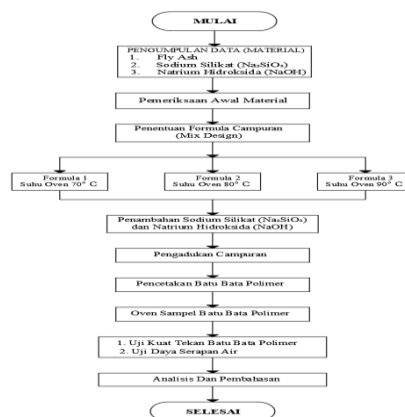 MULAI
PENGUMPULAN DATA (MATERIAL)
1. Fly Ash
2. Sodium Silikat (Na₂SiO₃)
3. Natrium Hidroksida (NaOH)
Pemeriksaan Awal Material
Penentuan Formula Campuran
(Mix Design)
Formula 1
Suhu Oven 70° C
Formula 2
Suhu Oven 80° C
Formula 3
Suhu Oven 90° C
Penambahan Sodium Silikat (Na₂SiO₃)
dan Natrium Hidroksida (NaOH)
Pengadukan Campuran
Pencetakan Batu Bata Polimer
Oven Sampel Batu Bata Polimer
1. Uji Kuat Tekan Batu Bata Polimer
2. Uji Daya Serapan Air
Analisis Dan Pembahasan
SELESAI